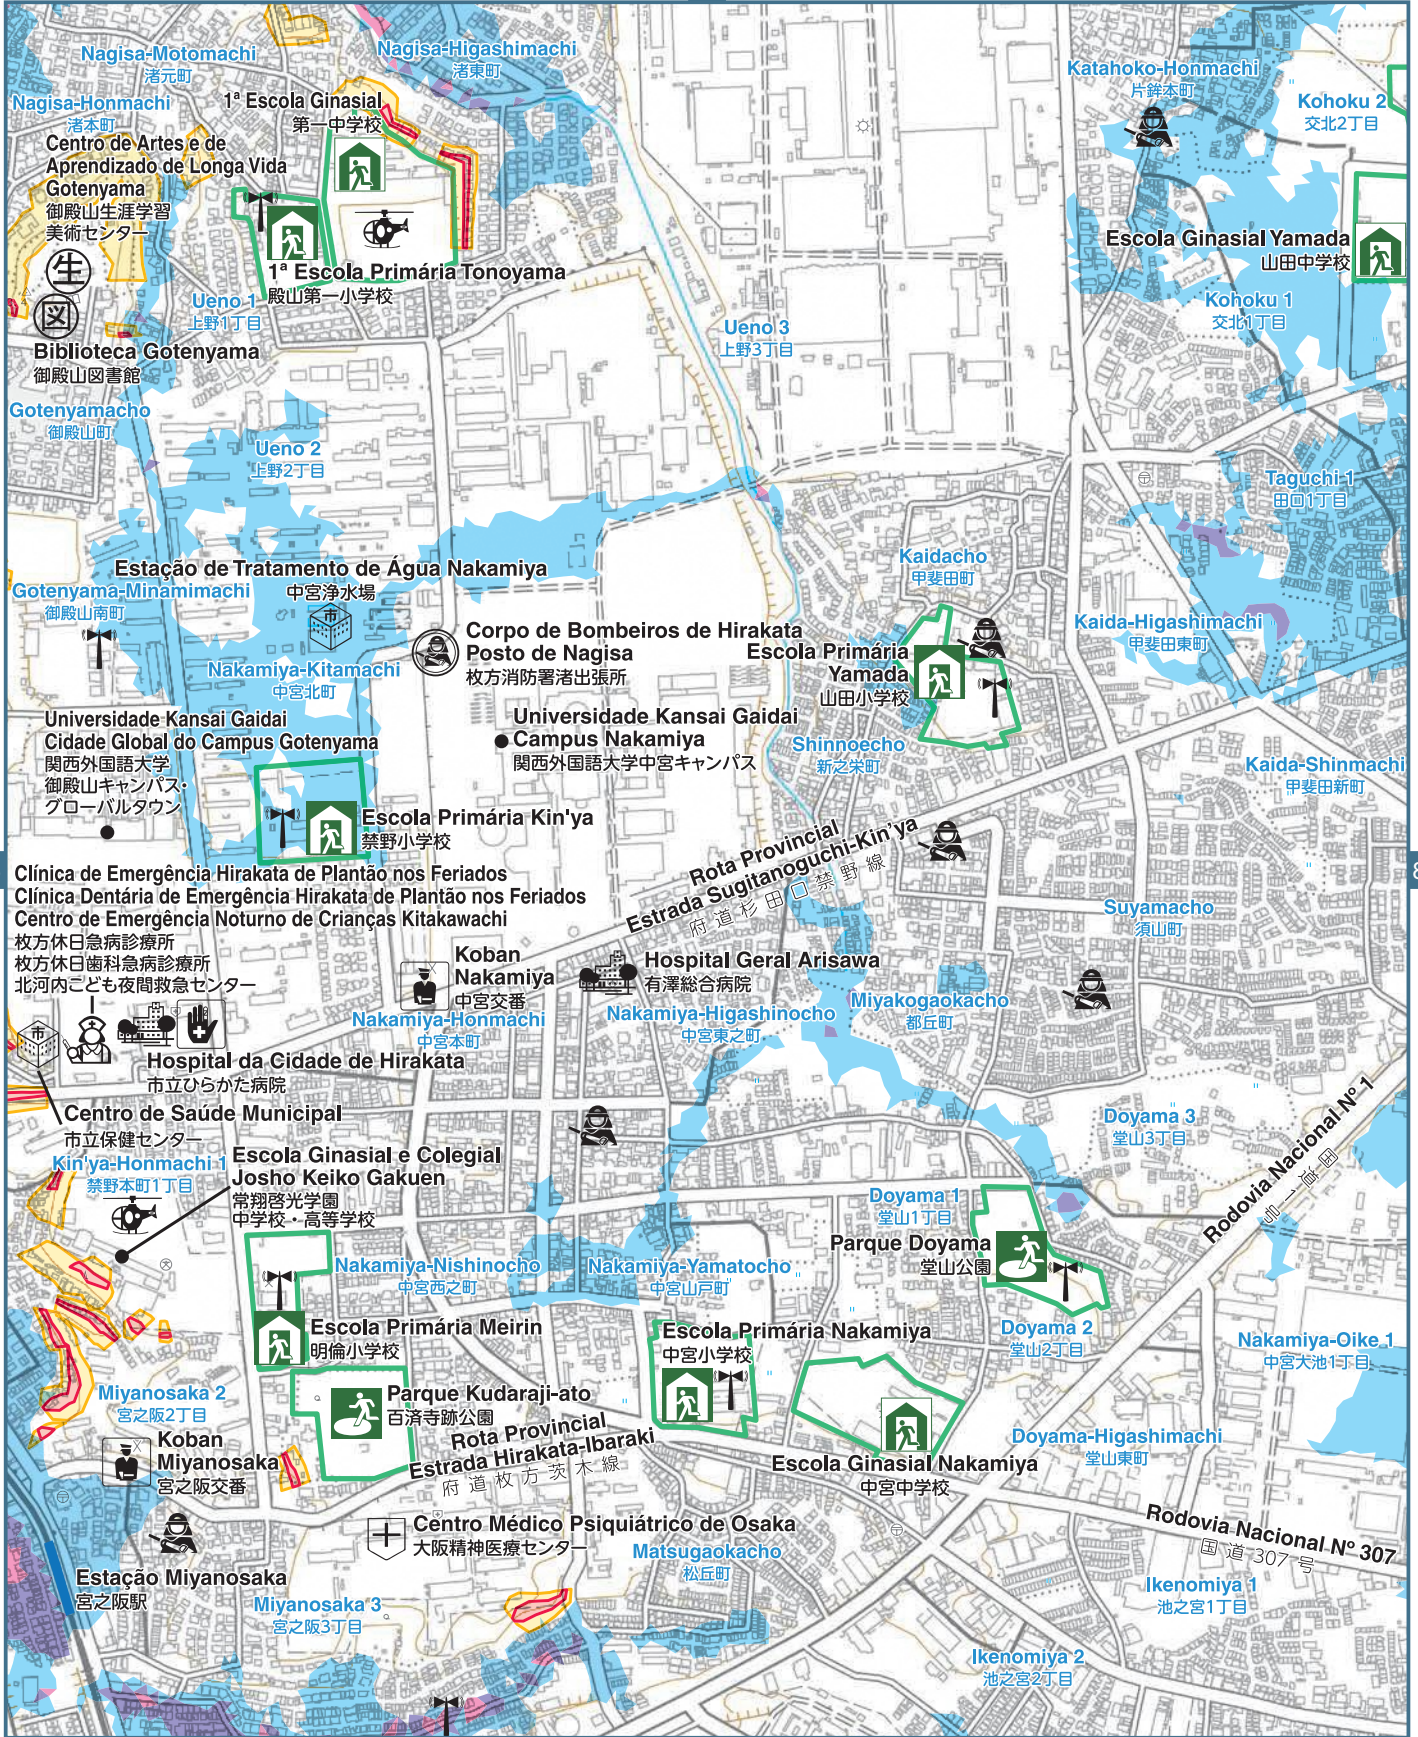 Nagisa-Motomachi
渚元町
Nagisa-Higashimachi
渚東町
Katahoko-Honmachi
片鉾本町
Kohoku 2
交北2丁目
Nagisa-Honmachi
渚本町
1ª Escola Ginasial
第一中学校
Centro de Artes e de
Aprendizado de Longa Vida
Gotenyama
御殿山生涯学習
美術センター
生
図
1ª Escola Primária Tonoyama
殿山第一小学校
Escola Ginasial Yamada
山田中学校
Ueno 1
上野1丁目
Kohoku 1
交北1丁目
Ueno 3
上野3丁目
Biblioteca Gotenyama
御殿山図書館
Gotenyamacho
御殿山町
Ueno 2
上野2丁目
Taguchi 1
田口1丁目
Estação de Tratamento de Água Nakamiya
中宮浄水場
市
Kaidacho
甲斐田町
Gotenyama-Minamimachi
御殿山南町
Corpo de Bombeiros de Hirakata
Posto de Nagisa
枚方消防署渚出張所
Kaida-Higashimachi
甲斐田東町
Escola Primária
Yamada
山田小学校
Nakamiya-Kitamachi
中宮北町
Universidade Kansai Gaidai
Cidade Global do Campus Gotenyama
関西外国語大学
御殿山キャンパス・
グローバルタウン
Universidade Kansai Gaidai
Campus Nakamiya
関西外国語大学中宮キャンパス
Shinnoecho
新之栄町
Kaida-Shinmachi
甲斐田新町
Escola Primária Kin'ya
禁野小学校
Rota Provincial
Estrada Sugitanoguchi-Kin'ya
府道杉田口禁野線
8
Clínica de Emergência Hirakata de Plantão nos Feriados
Clínica Dentária de Emergência Hirakata de Plantão nos Feriados
Centro de Emergência Noturno de Crianças Kitakawachi
枚方休日急病診療所
枚方休日歯科急病診療所
北河内こども夜間救急センター
Suyamacho
須山町
Koban
Nakamiya
中宮交番
Hospital Geral Arisawa
有澤総合病院
Nakamiya-Honmachi
中宮本町
Nakamiya-Higashinocho
中宮東之町
Miyakogaokacho
都丘町
市
Hospital da Cidade de Hirakata
市立ひらかた病院
Centro de Saúde Municipal
市立保健センター
Doyama 3
堂山3丁目
Rodovia Nacional Nº 1
国道1号
Kin'ya-Honmachi 1
禁野本町1丁目
Escola Ginasial e Colegial
Josho Keiko Gakuen
常翔啓光学園
中学校・高等学校
Doyama 1
堂山1丁目
Parque Doyama
堂山公園
Nakamiya-Nishinocho
中宮西之町
Nakamiya-Yamatocho
中宮山戸町
Escola Primária Meirin
明倫小学校
Escola Primária Nakamiya
中宮小学校
Doyama 2
堂山2丁目
Nakamiya-Oike 1
中宮大池1丁目
Miyanosaka 2
宮之阪2丁目
Parque Kudaraji-ato
百済寺跡公園
Koban
Miyanosaka
宮之阪交番
Rota Provincial
Estrada Hirakata-Ibaraki
府道枚方茨木線
Doyama-Higashimachi
堂山東町
Escola Ginasial Nakamiya
中宮中学校
Centro Médico Psiquiátrico de Osaka
大阪精神医療センター
Rodovia Nacional Nº 307
国道307号
Matsugaokacho
松丘町
Estação Miyanosaka
宮之阪駅
Miyanosaka 3
宮之阪3丁目
Ikenomiya 1
池之宮1丁目
Ikenomiya 2
池之宮2丁目